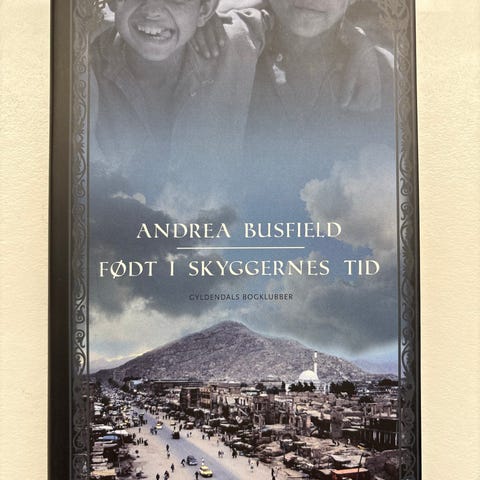 ANDREA BUSFIELD
FØDT I SKYGGERNES TID
GYLDENDALS BOGKLUBBER